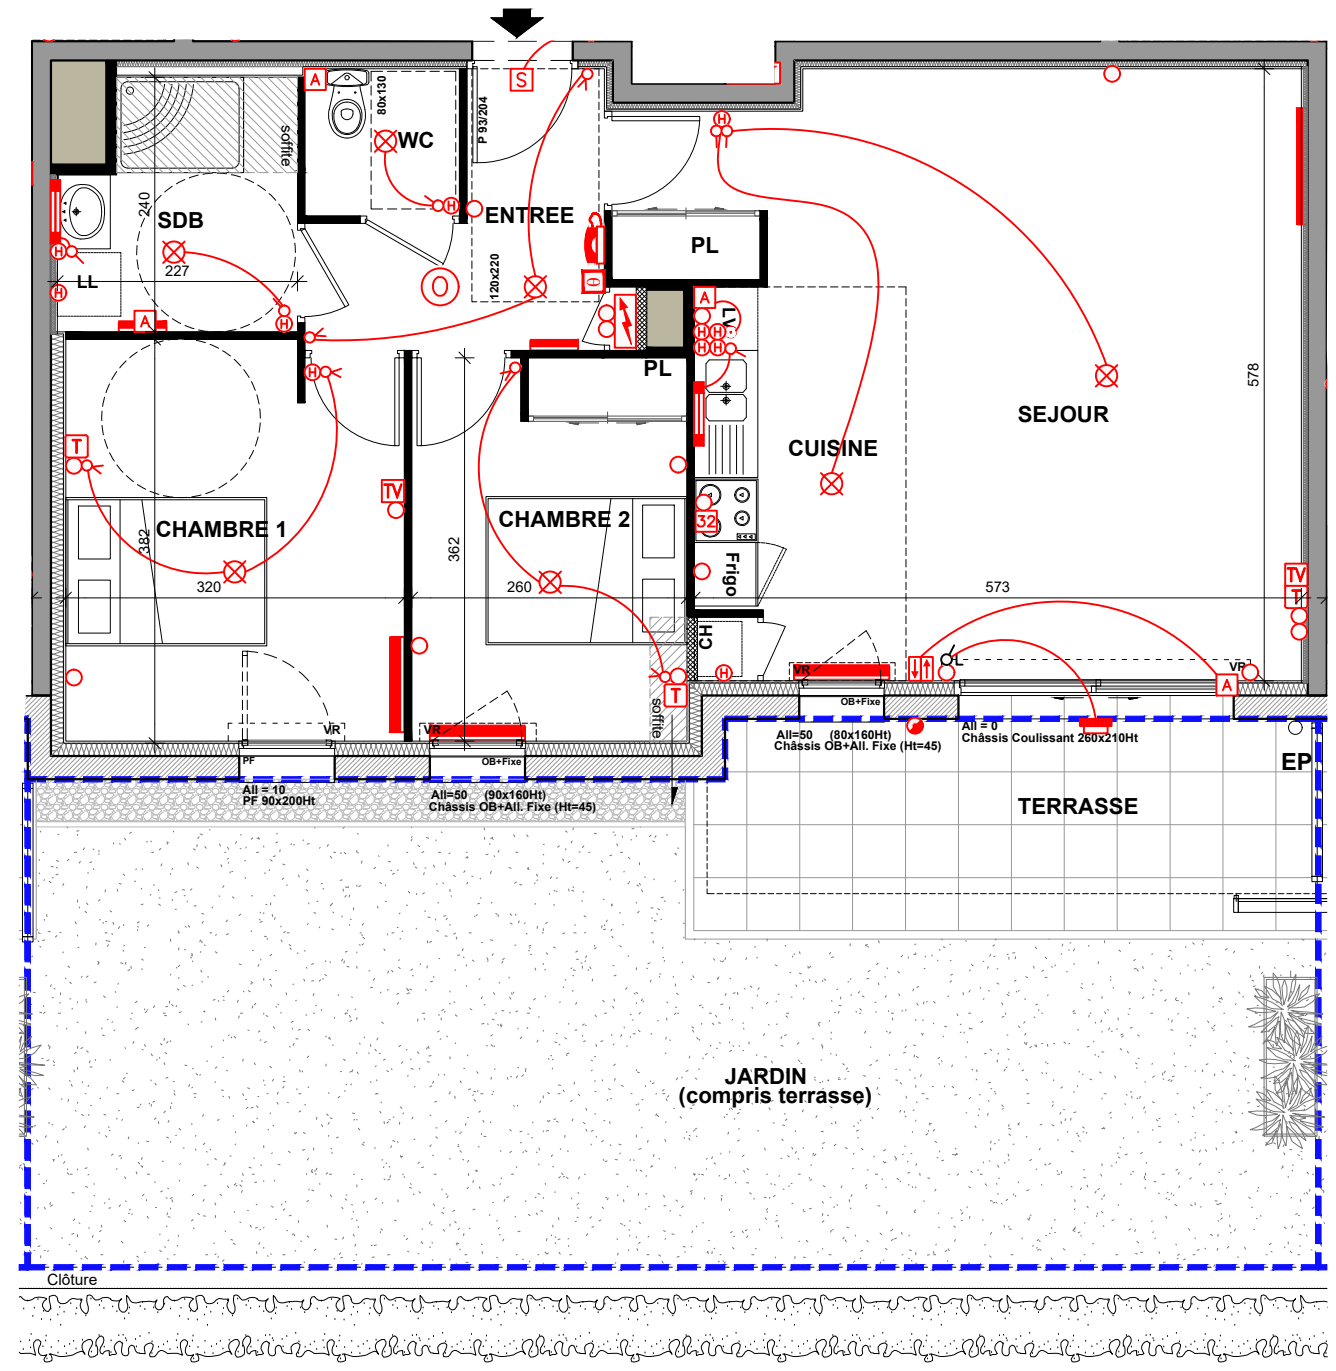 S
A
80x130
P 93/204
WC
soffite
H
ENTREE
240
SDB
227
LL
H
H
H
H
A
O
120x220
θ
PL
A
LV
H H
H H
PL
578
SEJOUR
CUISINE
H
T
TV
CHAMBRE 1
382
320
362
CHAMBRE 2
260
32
Frigo
573
TV
T
CH
H
VR
VR
L
A
T
soffite
VR
VR
PF
OB+Fixe
OB+Fixe
All = 10
PF 90x200Ht
All=50 (90x160Ht)
Châssis OB+All. Fixe (Ht=45)
All=50 (80x160Ht)
Châssis OB+All. Fixe (Ht=45)
All = 0
Châssis Coulissant 260x210Ht
EP
TERRASSE
JARDIN
(compris terrasse)
Clôture